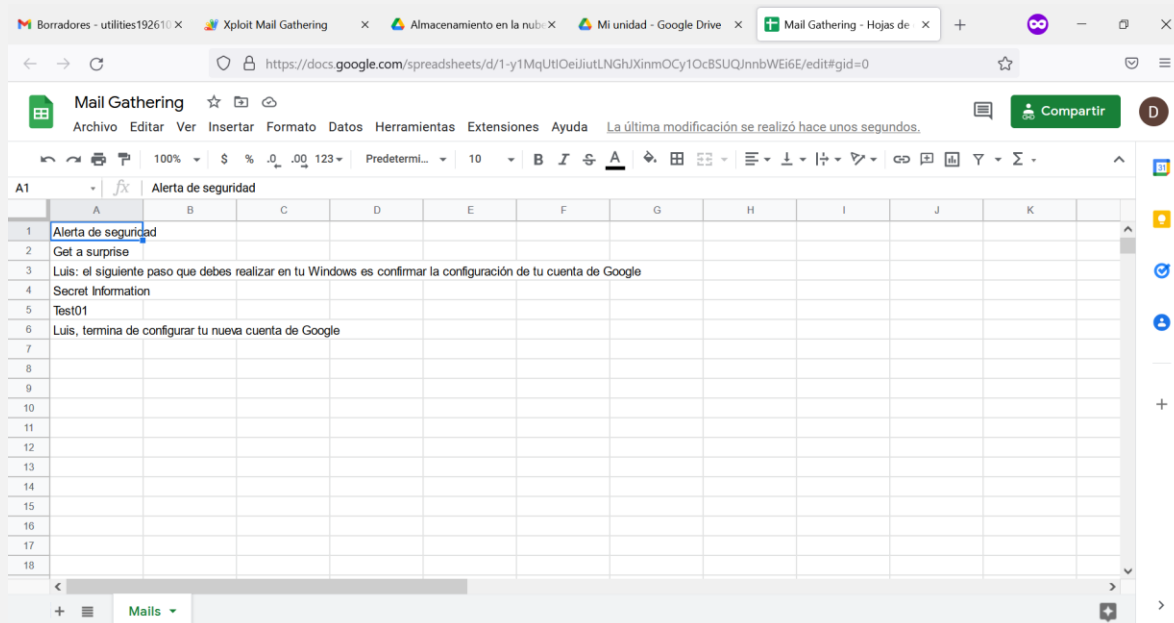 Borradores - utilities192610
Xploit Mail Gathering
Almacenamiento en la nube
Mi unidad - Google Drive
Mail Gathering - Hojas de
https://docs.google.com/spreadsheets/d/1-y1MqUtIOeiJiutLNGhJXinmOCy1OcBSUQJnnbWEi6E/edit#gid=0
Mail Gathering
Compartir
D
Archivo Editar Ver Insertar Formato Datos Herramientas Extensiones Ayuda La última modificación se realizó hace unos segundos.
100% $ % .0 .00 123 Predetermi... 10 B I S A
31
A1 fx Alerta de seguridad
A B C D E F G H I J K
1 Alerta de seguridad
2 Get a surprise
3 Luis: el siguiente paso que debes realizar en tu Windows es confirmar la configuración de tu cuenta de Google
4 Secret Information
5 Test01
6 Luis, termina de configurar tu nueva cuenta de Google
7
8
9
10
11
12
13
14
15
16
17
18
Mails